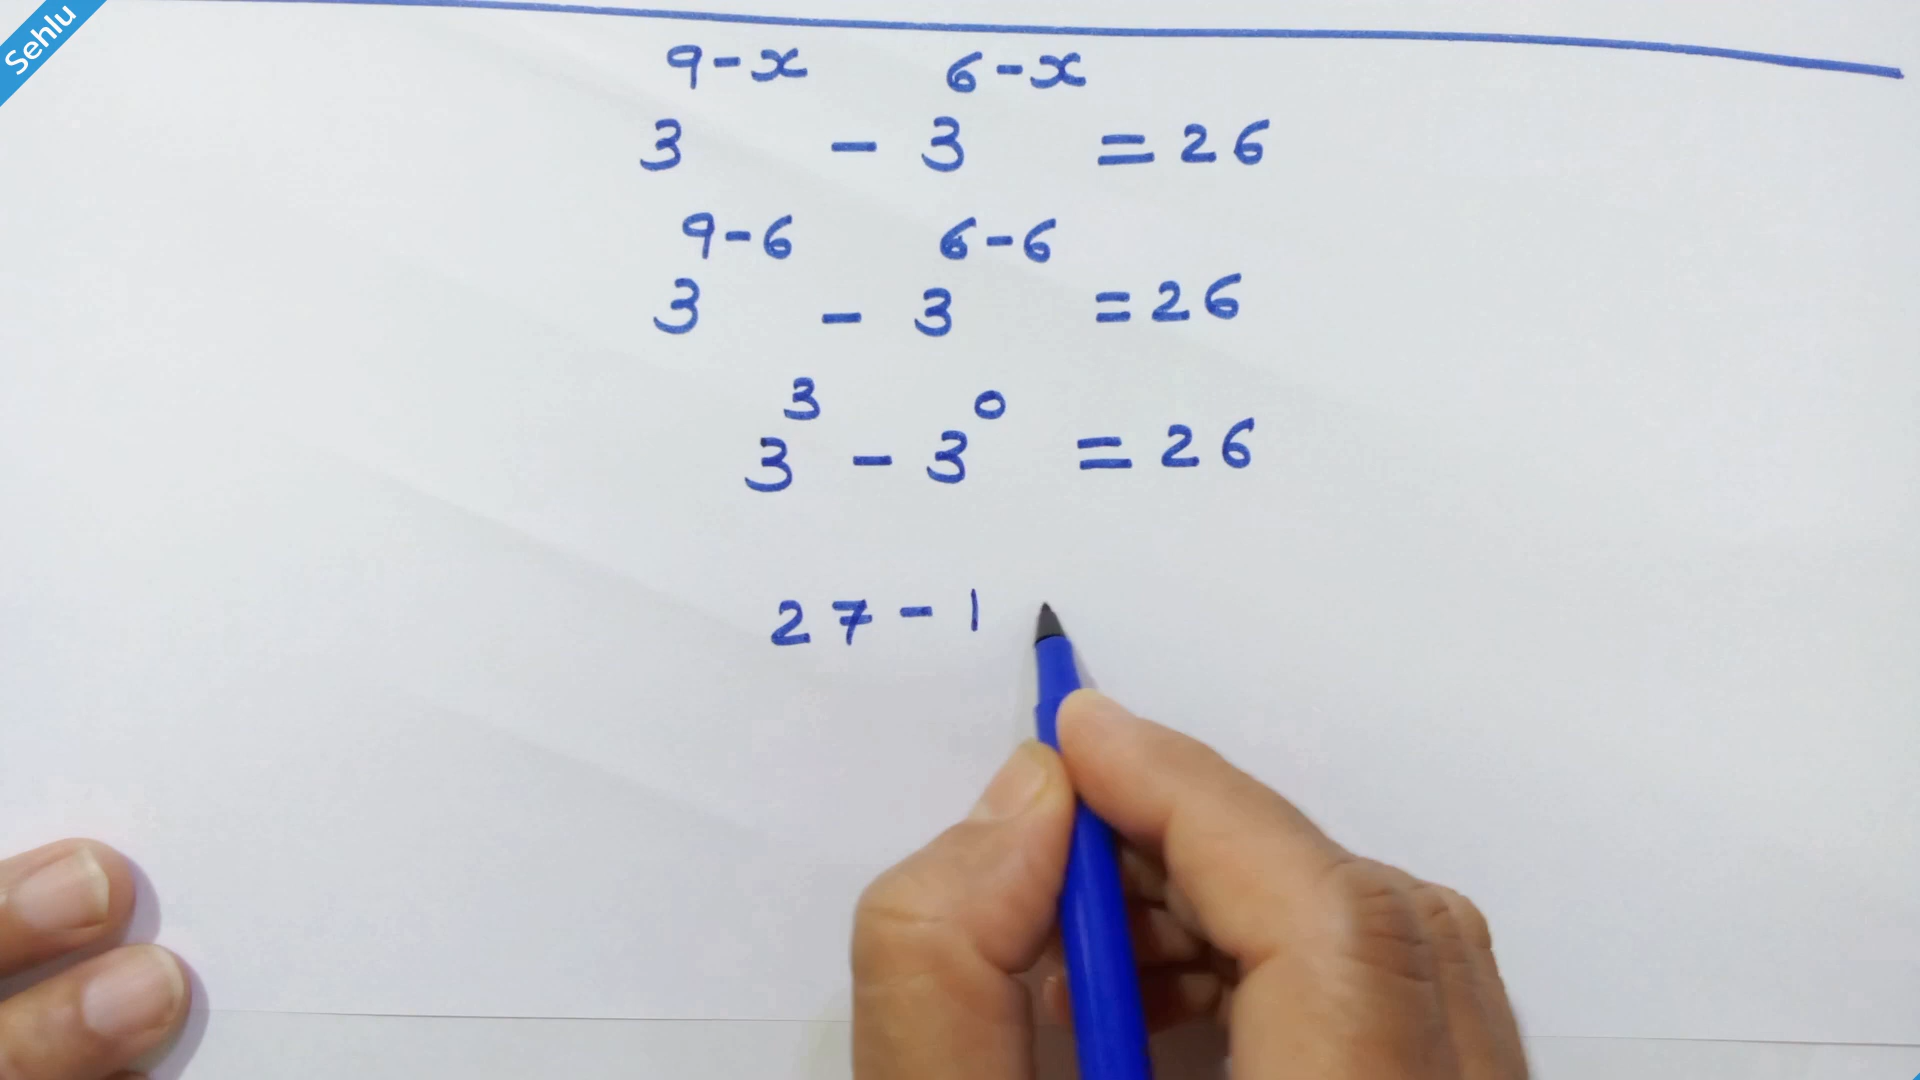 Sehlu
3^{9-x} - 3^{6-x} = 26
3^{9-6} - 3^{6-6} = 26
3^3 - 3^0 = 26
27 - 1